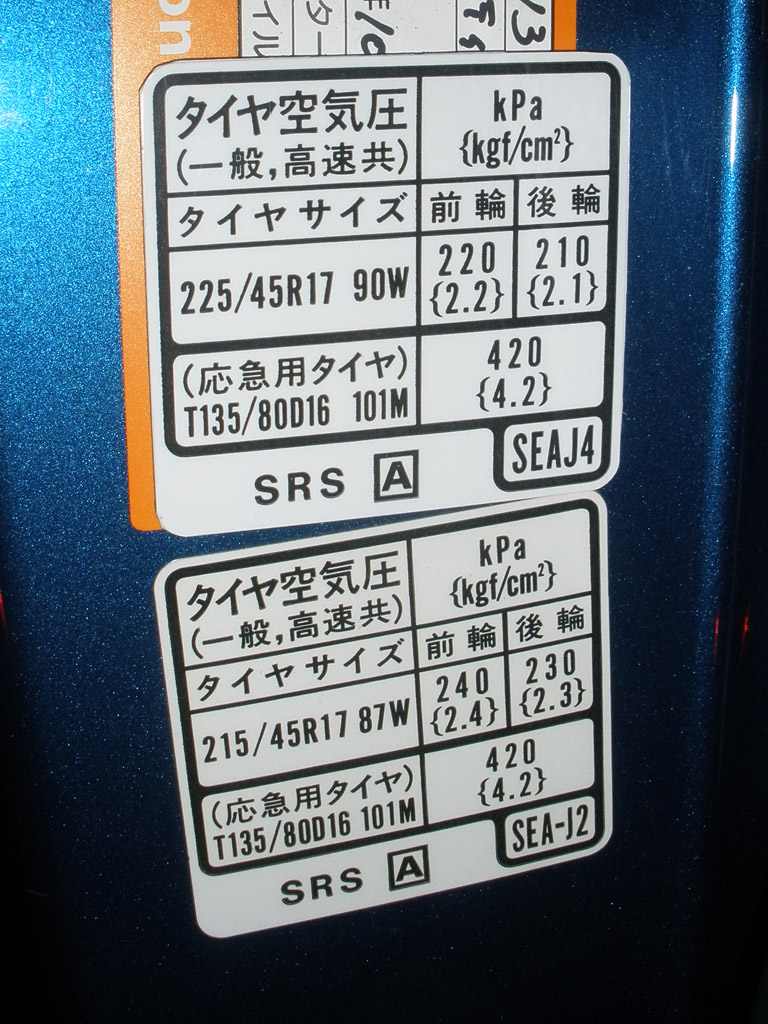 on
イル
ター
タイヤ空気圧
(一般,高速共)
kPa
{kgf/cm²}
タイヤサイズ
前輪
後輪
225/45R17 90W
220
{2.2}
210
{2.1}
(応急用タイヤ)
T135/80D16 101M
420
{4.2}
SRS A
SEAJ4
タイヤ空気圧
(一般,高速共)
kPa
{kgf/cm²}
タイヤサイズ
前輪
後輪
215/45R17 87W
240
{2.4}
230
{2.3}
(応急用タイヤ)
T135/80D16 101M
420
{4.2}
SRS A
SEA-J2